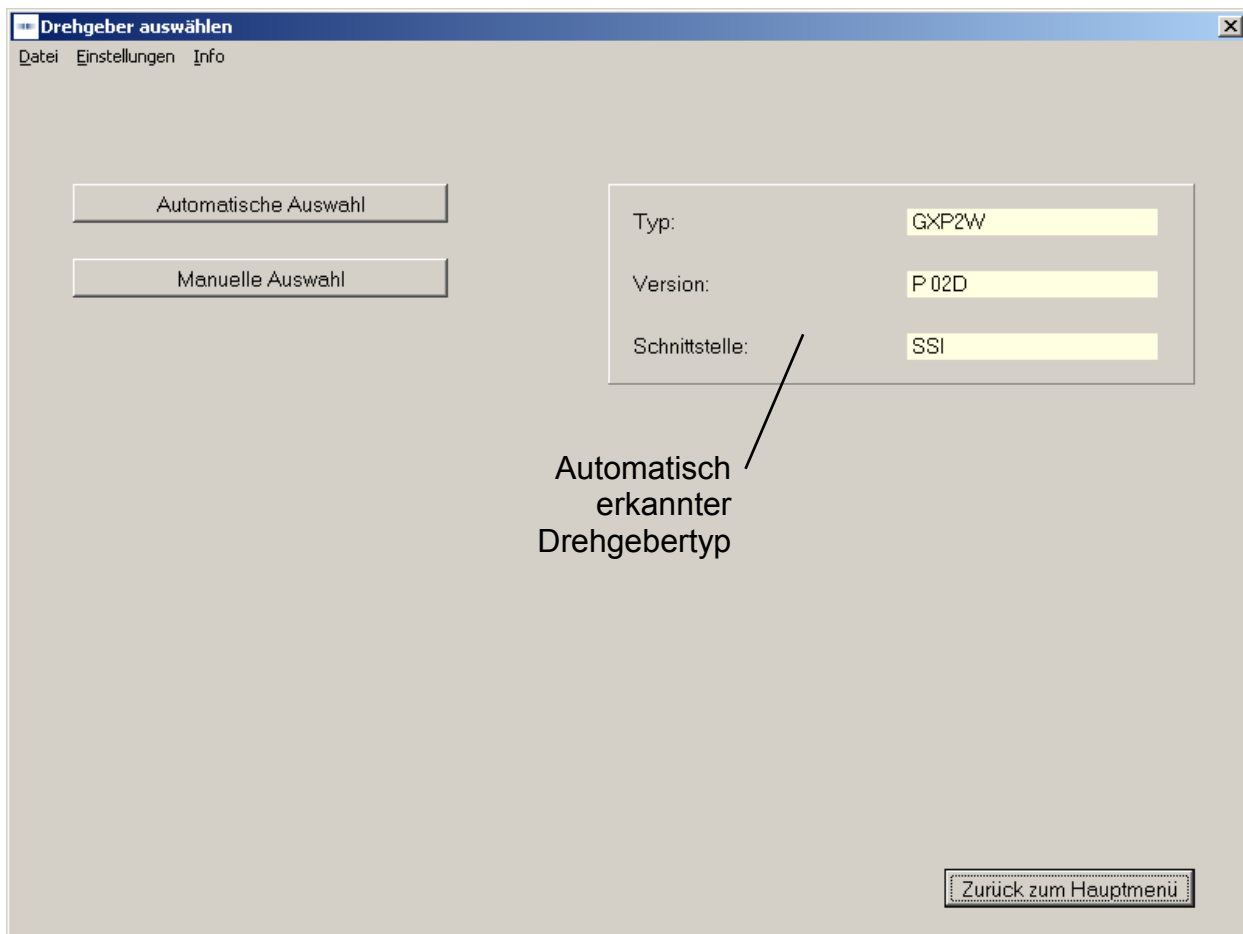 Drehgeber auswählen
Datei Einstellungen Info
Automatische Auswahl
Manuelle Auswahl
Typ: GXP2W
Version: P 02D
Schnittstelle: SSI
Automatisch
erkannter
Drehgebertyp
Zurück zum Hauptmenü